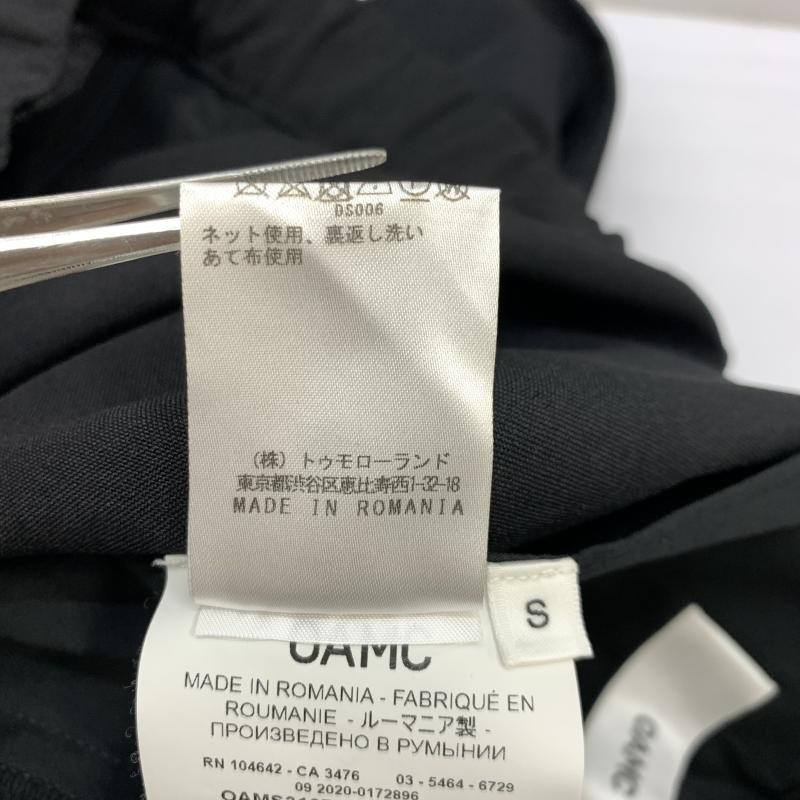 DS006
ネット使用、裏返し洗い
あて布使用
(株) トゥモローランド
東京都渋谷区恵比寿西1-32-18
MADE IN ROMANIA
S
OAMC
MADE IN ROMANIA - FABRIQUÉ EN
ROUMANIE - ルーマニア製 -
ПРОИЗВЕДЕНО В РУМЫНИИ
RN 104642 - CA 3476 03 - 5464 - 6729
09 2020-0172896
OAMC